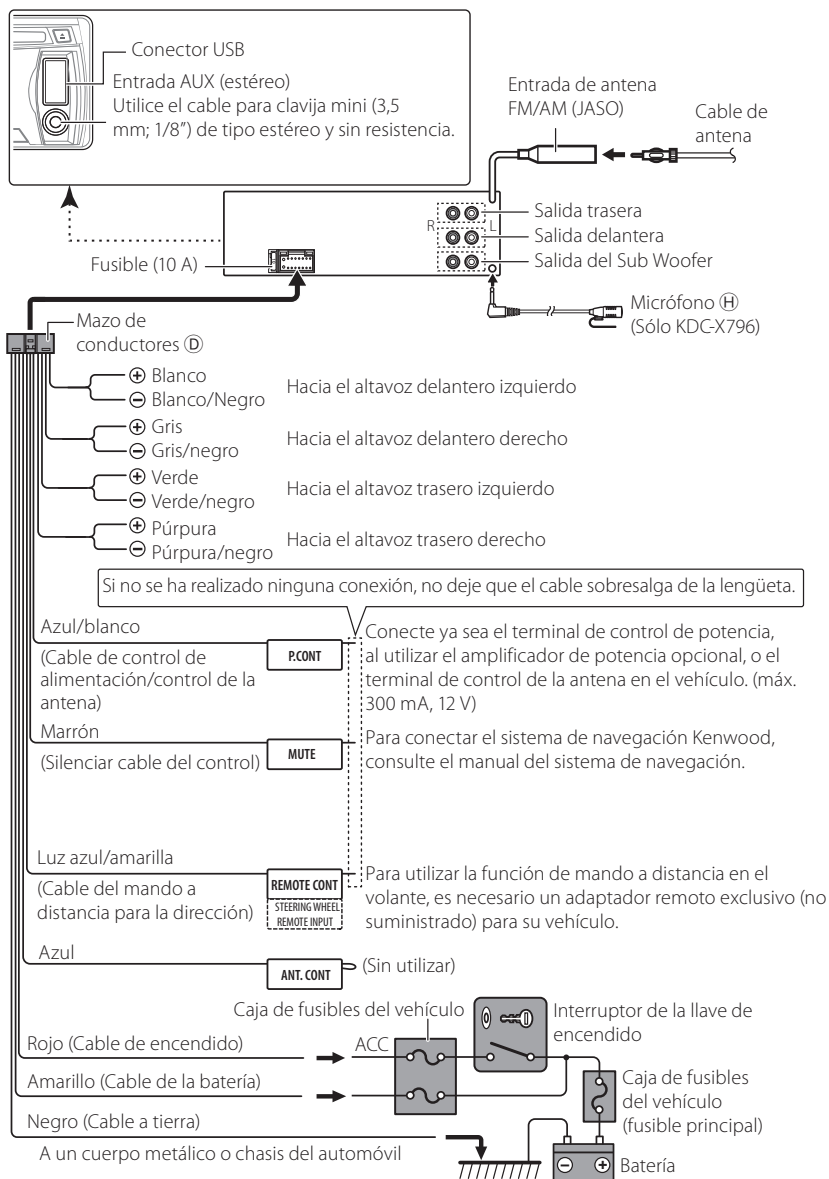 Conector USB
Entrada AUX (estéreo)
Utilice el cable para clavija mini (3,5
mm; 1/8") de tipo estéreo y sin resistencia.
Entrada de antena
FM/AM (JASO)
Cable de
antena
R
L
Salida trasera
Salida delantera
Salida del Sub Woofer
Fusible (10 A)
Micrófono Ⓗ
(Sólo KDC-X796)
Mazo de
conductores Ⓓ
⊕ Blanco
⊖ Blanco/Negro
Hacia el altavoz delantero izquierdo
⊕ Gris
⊖ Gris/negro
Hacia el altavoz delantero derecho
⊕ Verde
⊖ Verde/negro
Hacia el altavoz trasero izquierdo
⊕ Púrpura
⊖ Púrpura/negro
Hacia el altavoz trasero derecho
Si no se ha realizado ninguna conexión, no deje que el cable sobresalga de la lengüeta.
Azul/blanco
(Cable de control de
alimentación/control de la
antena)
P.CONT
Conecte ya sea el terminal de control de potencia,
al utilizar el amplificador de potencia opcional, o el
terminal de control de la antena en el vehículo. (máx.
300 mA, 12 V)
Marrón
(Silenciar cable del control)
MUTE
Para conectar el sistema de navegación Kenwood,
consulte el manual del sistema de navegación.
Luz azul/amarilla
(Cable del mando a
distancia para la dirección)
REMOTE CONT
STEERING WHEEL
REMOTE INPUT
Para utilizar la función de mando a distancia en el
volante, es necesario un adaptador remoto exclusivo (no
suministrado) para su vehículo.
Azul
ANT. CONT
(Sin utilizar)
Caja de fusibles del vehículo
Interruptor de la llave de
encendido
Rojo (Cable de encendido)
ACC
Amarillo (Cable de la batería)
Caja de fusibles
del vehículo
(fusible principal)
Negro (Cable a tierra)
A un cuerpo metálico o chasis del automóvil
⊖ ⊕ Batería